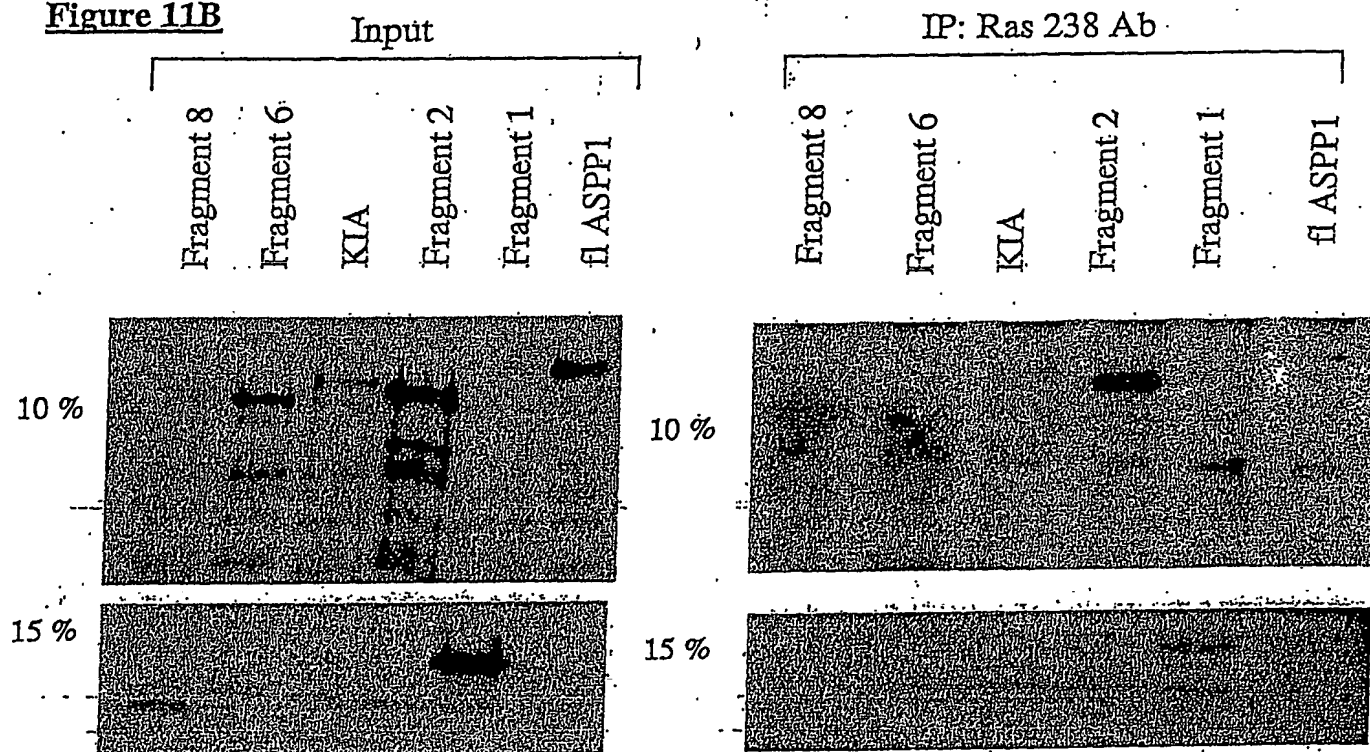 Figure 11B
Input
IP: Ras 238 Ab
Fragment 8
Fragment 6
KIA
Fragment 2
Fragment 1
fl ASPP1
Fragment 8
Fragment 6
KIA
Fragment 2
Fragment 1
fl ASPP1
10 %
10 %
15 %
15 %